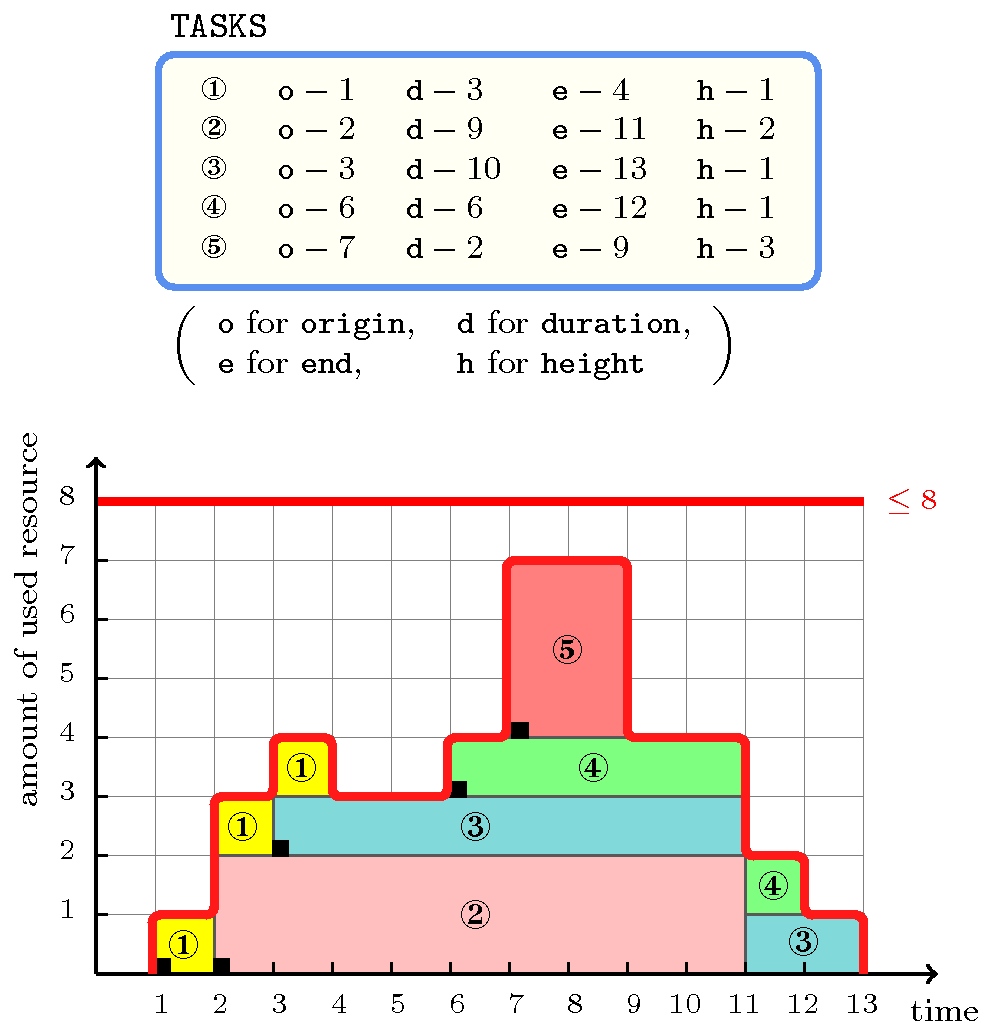 TASKS
① o – 1 d – 3 e – 4 h – 1
② o – 2 d – 9 e – 11 h – 2
③ o – 3 d – 10 e – 13 h – 1
④ o – 6 d – 6 e – 12 h – 1
⑤ o – 7 d – 2 e – 9 h – 3
( o for origin, d for duration,
e for end, h for height )
amount of used resource
8
≤ 8
7
6
5
4
3
2
1
⑤
① ④
① ③
②
④
① ③
1 2 3 4 5 6 7 8 9 10 11 12 13
time